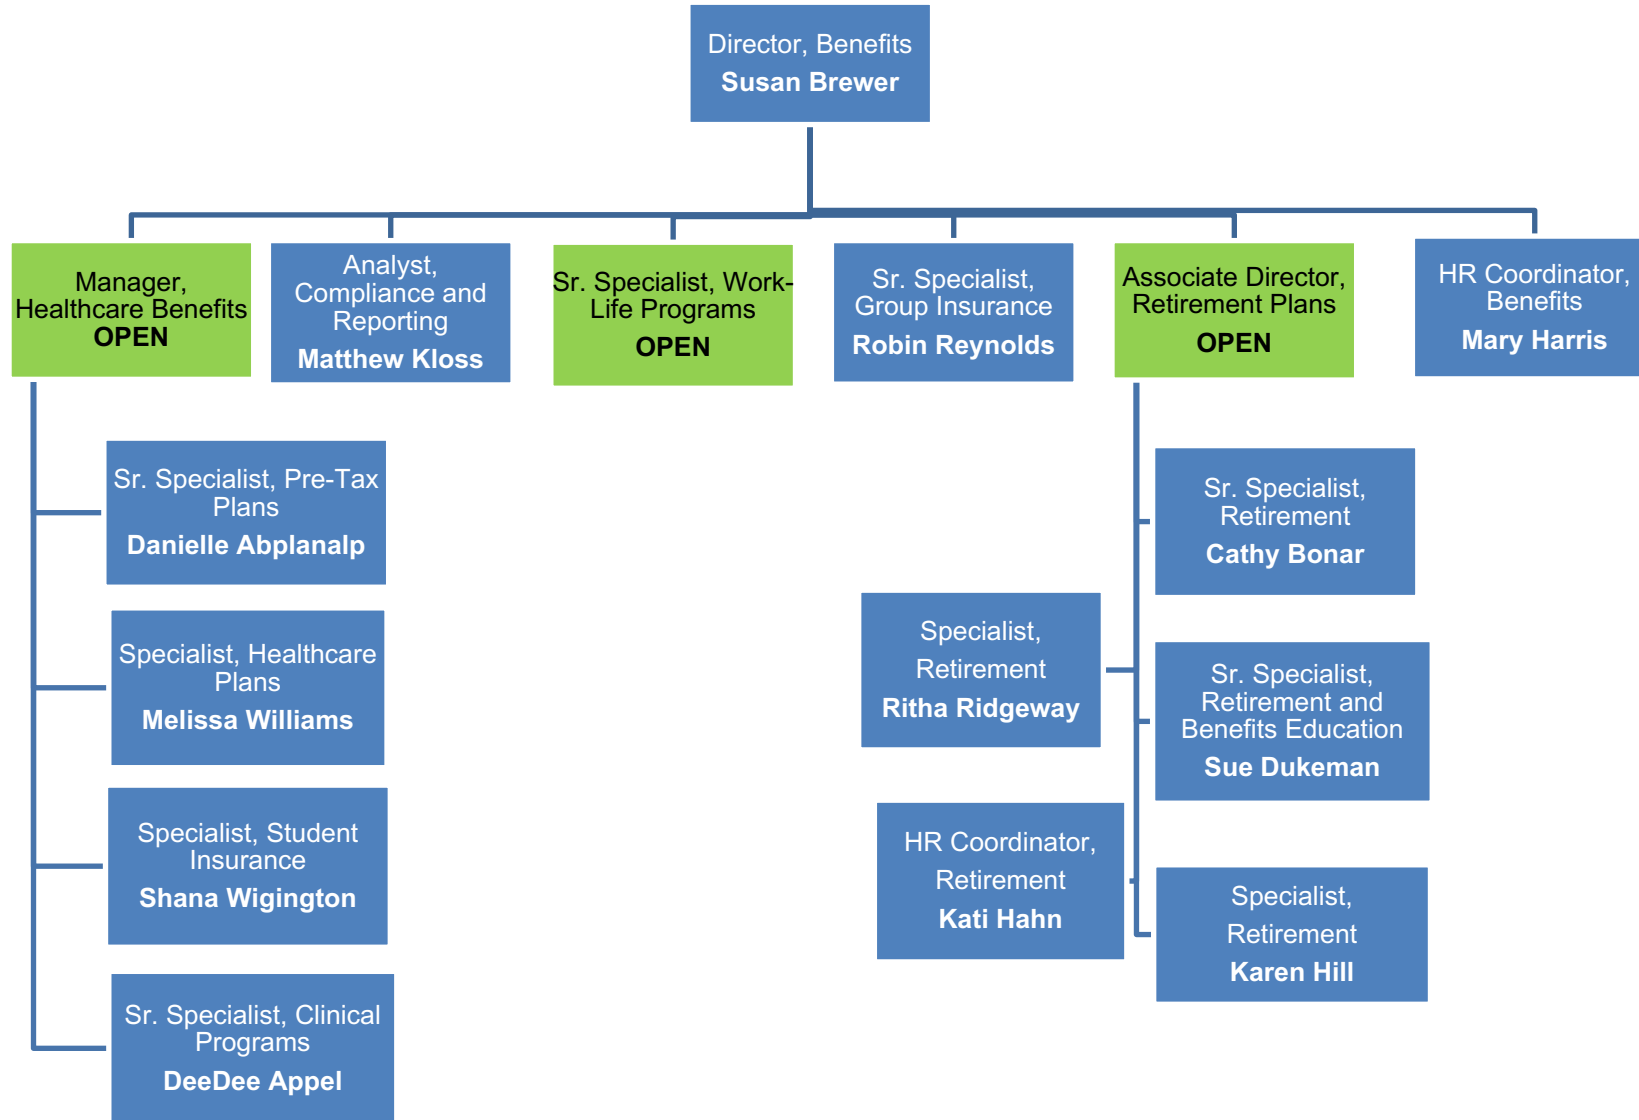 Director, Benefits
Susan Brewer
Manager,
Healthcare Benefits
OPEN
Analyst,
Compliance and
Reporting
Matthew Kloss
Sr. Specialist, Work-
Life Programs
OPEN
Sr. Specialist,
Group Insurance
Robin Reynolds
Associate Director,
Retirement Plans
OPEN
HR Coordinator,
Benefits
Mary Harris
Sr. Specialist, Pre-Tax
Plans
Danielle Abplanalp
Specialist, Healthcare
Plans
Melissa Williams
Specialist, Student
Insurance
Shana Wigington
Sr. Specialist, Clinical
Programs
DeeDee Appel
Sr. Specialist,
Retirement
Cathy Bonar
Specialist,
Retirement
Ritha Ridgeway
Sr. Specialist,
Retirement and
Benefits Education
Sue Dukeman
HR Coordinator,
Retirement
Kati Hahn
Specialist,
Retirement
Karen Hill